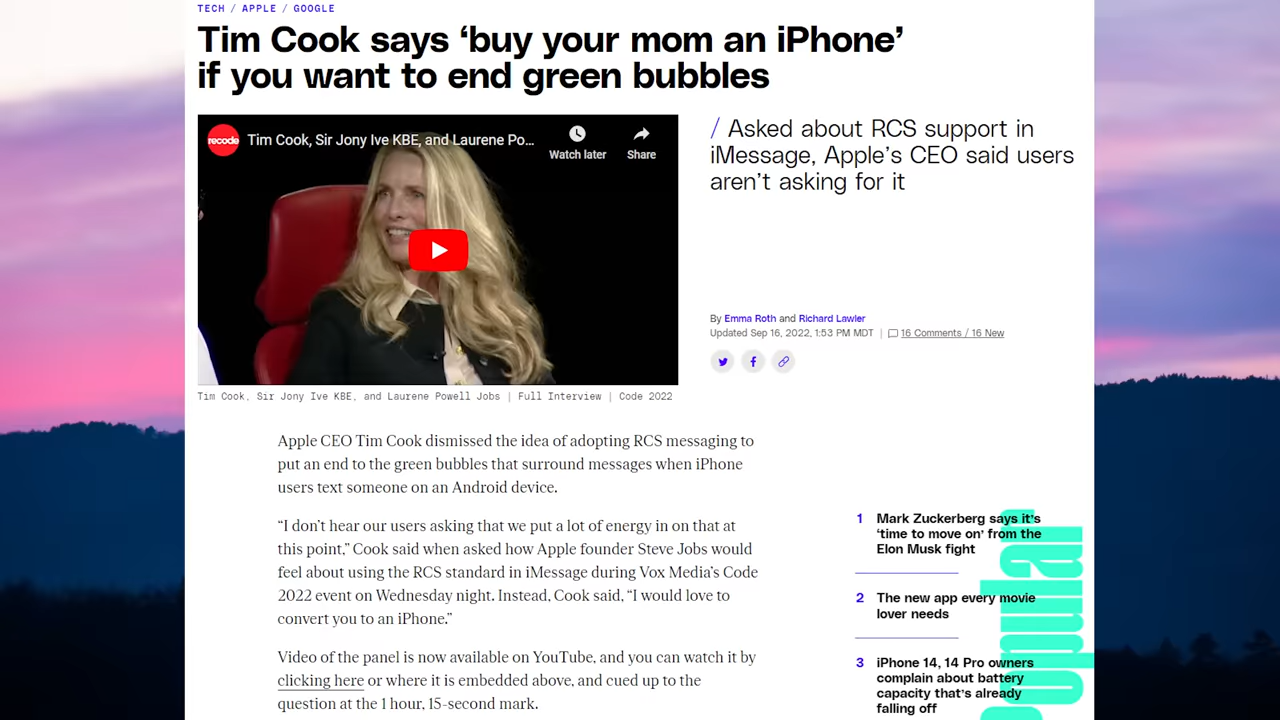 TECH / APPLE / GOOGLE
Tim Cook says ‘buy your mom an iPhone’
if you want to end green bubbles
recode
Tim Cook, Sir Jony Ive KBE, and Laurene Po...
Watch later
Share
/ Asked about RCS support in
iMessage, Apple’s CEO said users
aren’t asking for it
By Emma Roth and Richard Lawler
Updated Sep 16, 2022, 1:53 PM MDT | 16 Comments / 16 New
Tim Cook, Sir Jony Ive KBE, and Laurene Powell Jobs | Full Interview | Code 2022
Apple CEO Tim Cook dismissed the idea of adopting RCS messaging to
put an end to the green bubbles that surround messages when iPhone
users text someone on an Android device.
“I don’t hear our users asking that we put a lot of energy in on that at
this point,” Cook said when asked how Apple founder Steve Jobs would
feel about using the RCS standard in iMessage during Vox Media’s Code
2022 event on Wednesday night. Instead, Cook said, “I would love to
convert you to an iPhone.”
Video of the panel is now available on YouTube, and you can watch it by
clicking here or where it is embedded above, and cued up to the
question at the 1 hour, 15-second mark.
Popular
1 Mark Zuckerberg says it’s
‘time to move on’ from the
Elon Musk fight
2 The new app every movie
lover needs
3 iPhone 14, 14 Pro owners
complain about battery
capacity that’s already
falling off